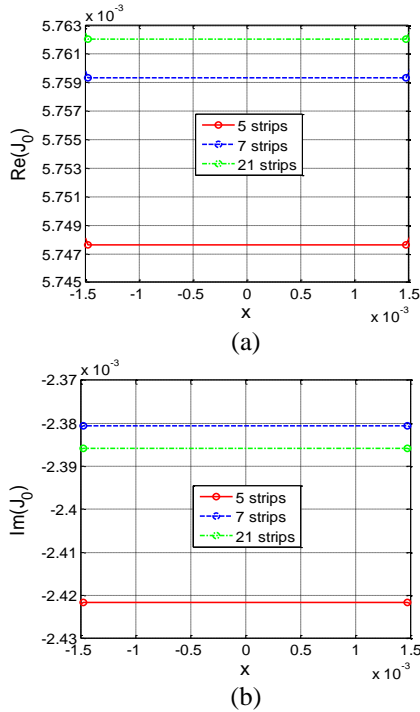 x 10^-3
5.763
5.761
5.759
5.757
5.755
5.753
5.751
5.749
5.747
5.745
Re(J_0)
5 strips
7 strips
21 strips
-1.5 -1 -0.5 0 0.5 1 1.5
x
x 10^-3
(a)
x 10^-3
-2.37
-2.38
-2.39
-2.4
-2.41
-2.42
-2.43
Im(J_0)
5 strips
7 strips
21 strips
-1.5 -1 -0.5 0 0.5 1 1.5
x
x 10^-3
(b)